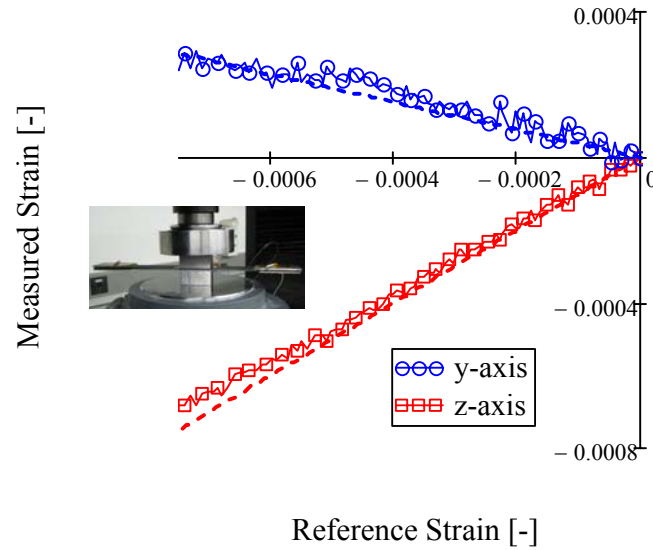 0.0004
Measured Strain [-]
– 0.0006
– 0.0004
– 0.0002
0
– 0.0004
y-axis
z-axis
– 0.0008
Reference Strain [-]